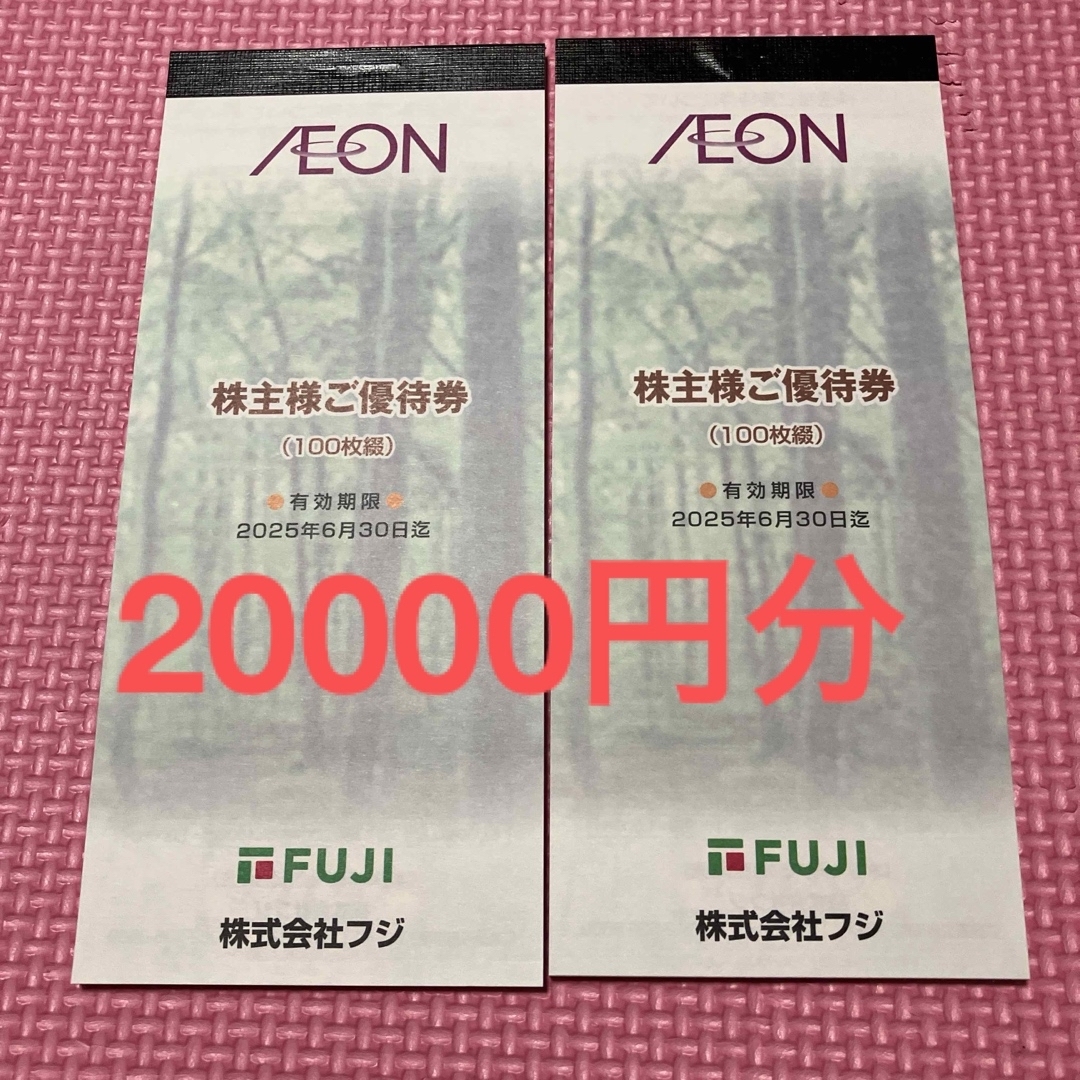 ÆON
株主様ご優待券
(100枚綴)
有効期限
2025年6月30日迄
FUJI
株式会社フジ
ÆON
株主様ご優待券
(100枚綴)
有効期限
2025年6月30日迄
FUJI
株式会社フジ
20000円分